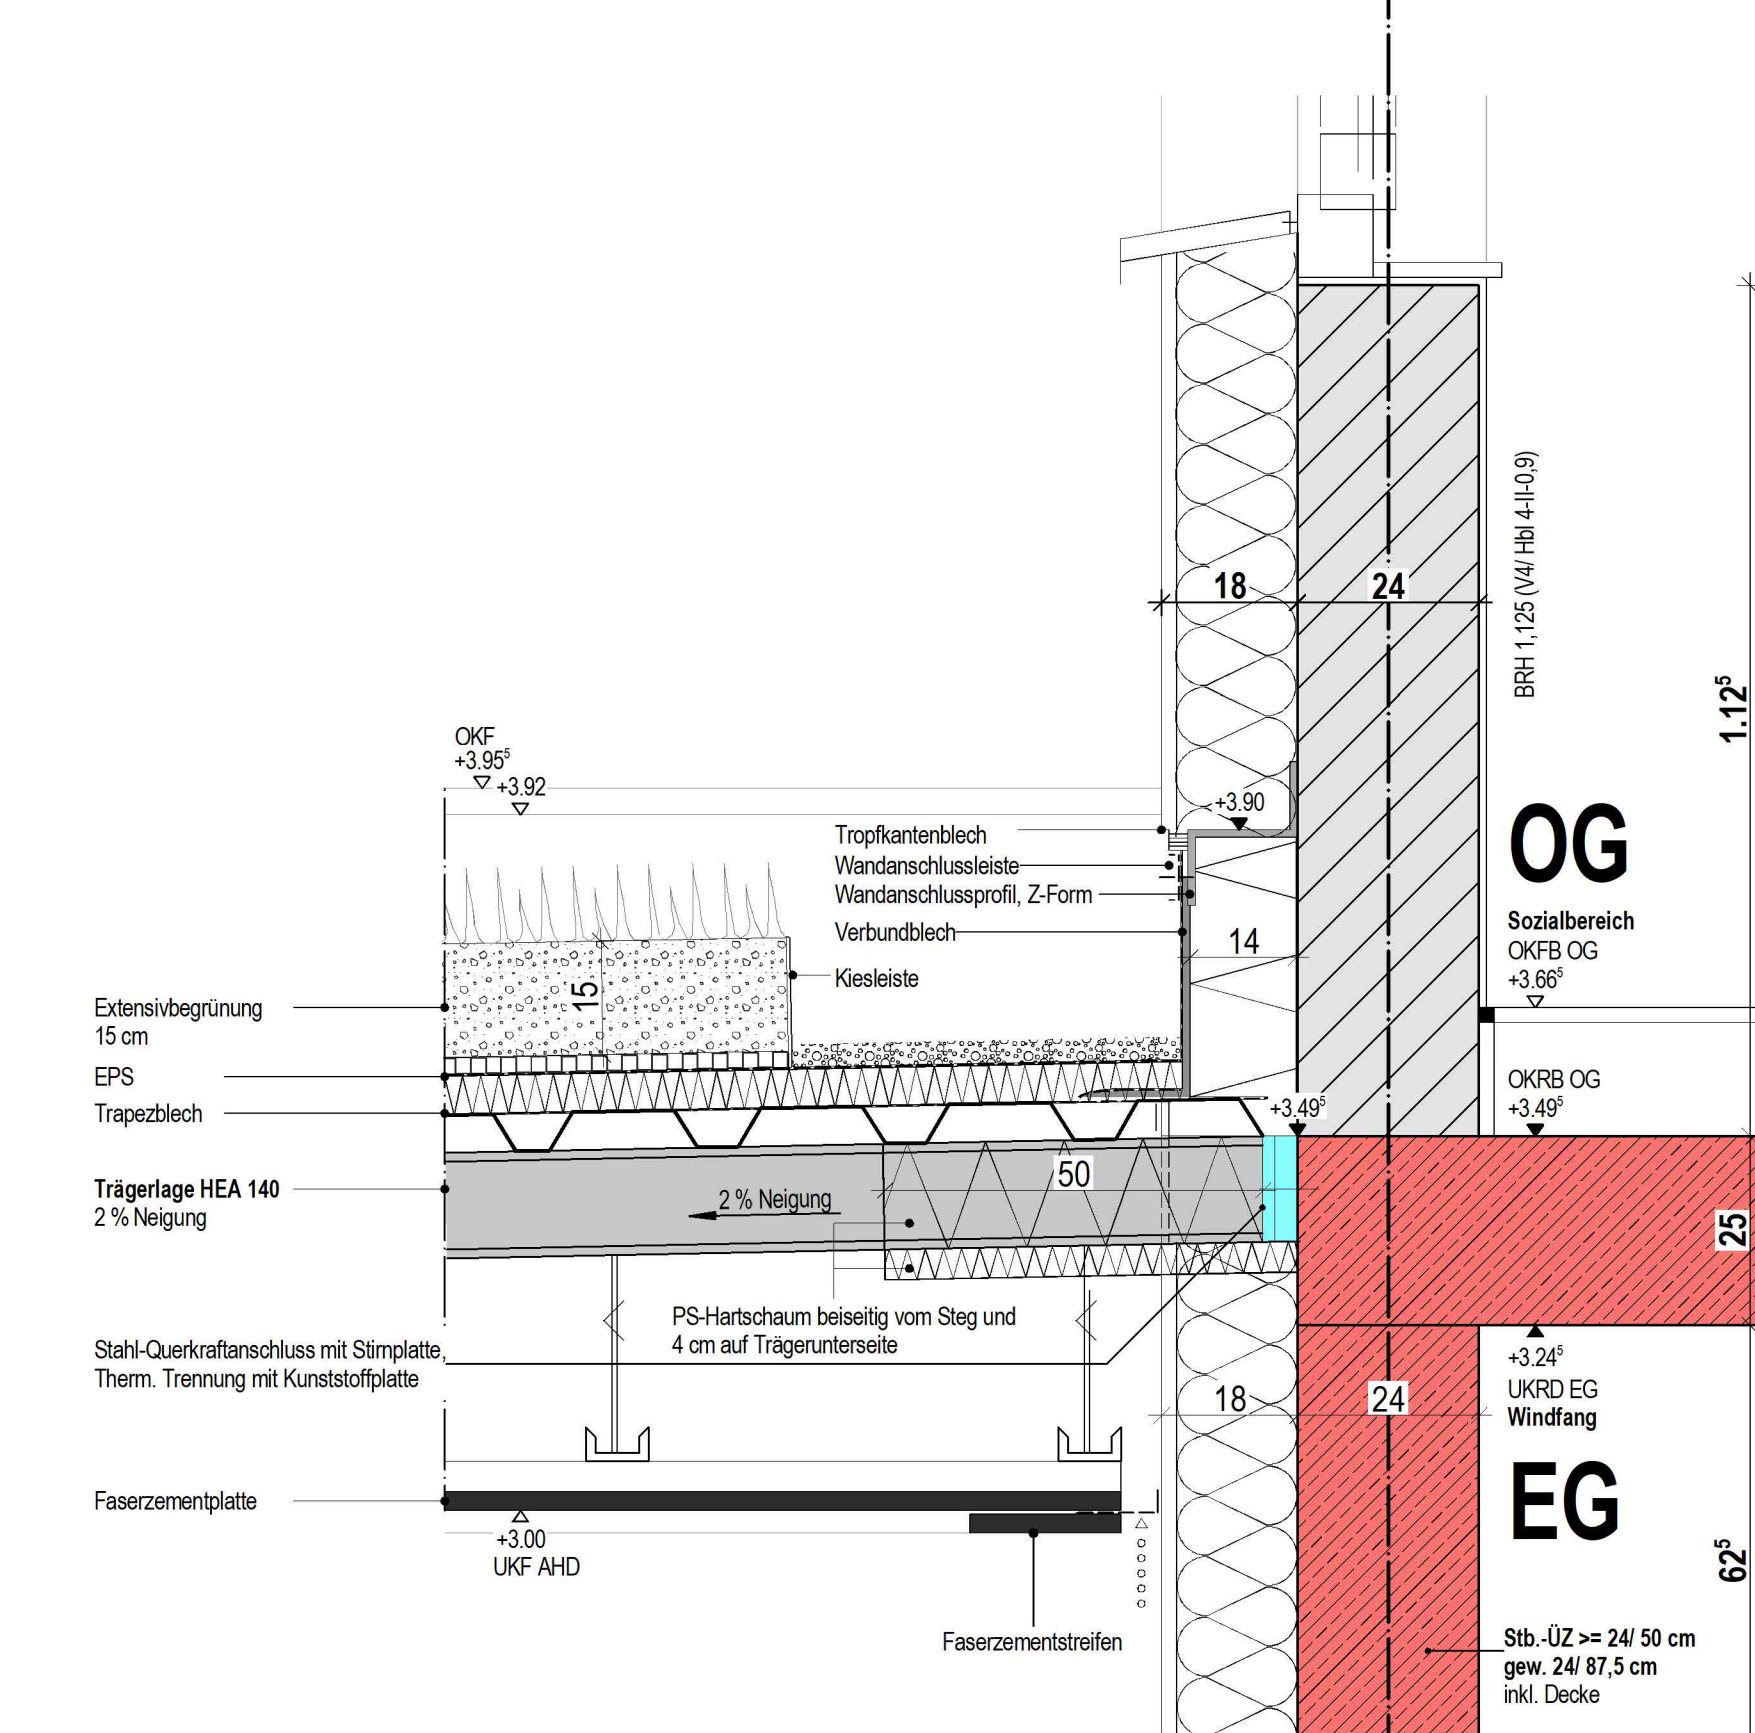 18
24
BRH 1,125 (V4/ Hbl 4-II-0,9)
1.12⁵
OKF
+3.95⁵
+3.92
+3.90
Tropfkantenblech
Wandanschlussleiste
Wandanschlussprofil, Z-Form
Verbundblech
Kiesleiste
14
15
OG
Sozialbereich
OKFB OG
+3.66⁵
Extensivbegrünung
15 cm
EPS
Trapezblech
OKRB OG
+3.49⁵
+3.49⁵
Trägerlage HEA 140
2 % Neigung
2 % Neigung
50
25
PS-Hartschaum beiseitig vom Steg und
4 cm auf Trägerunterseite
Stahl-Querkraftanschluss mit Stirnplatte,
Therm. Trennung mit Kunststoffplatte
+3.24⁵
UKRD EG
Windfang
18
24
EG
Faserzementplatte
+3.00
UKF AHD
62⁵
Faserzementstreifen
Stb.-ÜZ >= 24/ 50 cm
gew. 24/ 87,5 cm
inkl. Decke